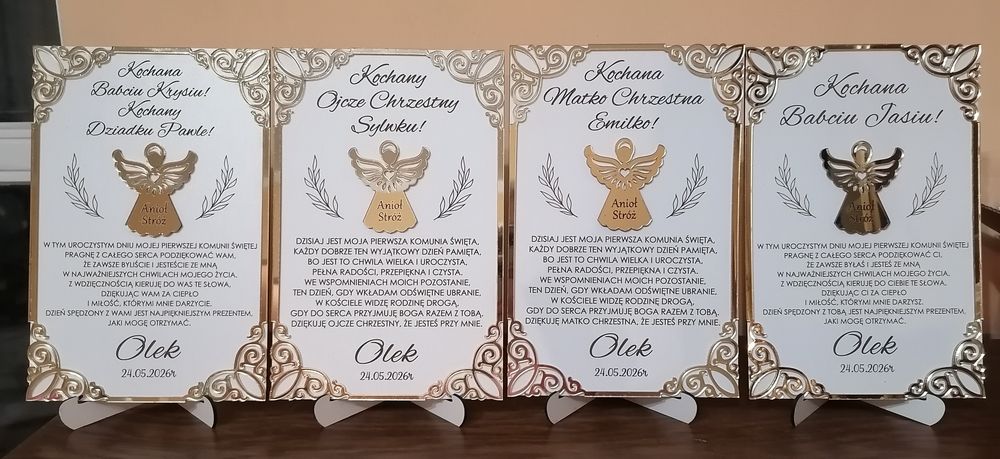 Kochana
Babciu Krysiu!
Kochany
Dziadku Pawle!
Anioł
Stróż
W TYM UROCZYSTYM DNIU MOJEJ PIERWSZEJ KOMUNII ŚWIĘTEJ
PRAGNĘ Z CAŁEGO SERCA PODZIĘKOWAĆ WAM,
ŻE ZAWSZE BYLIŚCIE I JESTEŚCIE ZE MNĄ
W NAJWAŻNIEJSZYCH CHWILACH MOJEGO ŻYCIA.
Z WDZIĘCZNOŚCIĄ KIERUJĘ DO WAS TE SŁOWA,
DZIĘKUJĄC WAM ZA CIEPŁO
I MIŁOŚĆ, KTÓRYMI MNIE DARZYCIE.
DZIEŃ SPĘDZONY Z WAMI JEST NAJPIĘKNIEJSZYM PREZENTEM,
JAKI MOGĘ OTRZYMAĆ.
Olek
24.05.2026r
Kochany
Ojcze Chrzestny
Sylwku!
Anioł
Stróż
DZISIAJ JEST MOJA PIERWSZA KOMUNIA ŚWIĘTA,
KAŻDY DOBRZE TEN WYJĄTKOWY DZIEŃ PAMIĘTA,
BO JEST TO CHWILA WIELKA I UROCZYSTA,
PEŁNA RADOŚCI, PRZEPIĘKNA I CZYSTA.
WE WSPOMNIENIACH MOICH POZOSTANIE,
TEN DZIEŃ, GDY WKŁADAM ODŚWIĘTNE UBRANIE,
W KOŚCIELE WIDZĘ RODZINĘ DROGĄ,
GDY DO SERCA PRZYJMUJĘ BOGA RAZEM Z TOBĄ.
DZIĘKUJĘ OJCZE CHRZESTNY, ŻE JESTEŚ PRZY MNIE.
Olek
24.05.2026r
Kochana
Matko Chrzestna
Emilko!
Anioł
Stróż
DZISIAJ JEST MOJA PIERWSZA KOMUNIA ŚWIĘTA,
KAŻDY DOBRZE TEN WYJĄTKOWY DZIEŃ PAMIĘTA,
BO JEST TO CHWILA WIELKA I UROCZYSTA,
PEŁNA RADOŚCI, PRZEPIĘKNA I CZYSTA.
WE WSPOMNIENIACH MOICH POZOSTANIE,
TEN DZIEŃ, GDY WKŁADAM ODŚWIĘTNE UBRANIE,
W KOŚCIELE WIDZĘ RODZINĘ DROGĄ,
GDY DO SERCA PRZYJMUJĘ BOGA RAZEM Z TOBĄ.
DZIĘKUJĘ MATKO CHRZESTNA, ŻE JESTEŚ PRZY MNIE.
Olek
24.05.2026r
Kochana
Babciu Jasiu!
Anioł
Stróż
W TYM UROCZYSTYM DNIU MOJEJ PIERWSZEJ KOMUNII ŚWIĘTEJ
PRAGNĘ Z CAŁEGO SERCA PODZIĘKOWAĆ CI,
ŻE ZAWSZE BYŁAŚ I JESTEŚ ZE MNĄ
W NAJWAŻNIEJSZYCH CHWILACH MOJEGO ŻYCIA.
Z WDZIĘCZNOŚCIĄ KIERUJĘ DO CIEBIE TE SŁOWA,
DZIĘKUJĄC CI ZA CIEPŁO
I MIŁOŚĆ, KTÓRYMI MNIE DARZYSZ.
DZIEŃ SPĘDZONY Z TOBĄ JEST NAJPIĘKNIEJSZYM PREZENTEM,
JAKI MOGĘ OTRZYMAĆ.
Olek
24.05.2026r